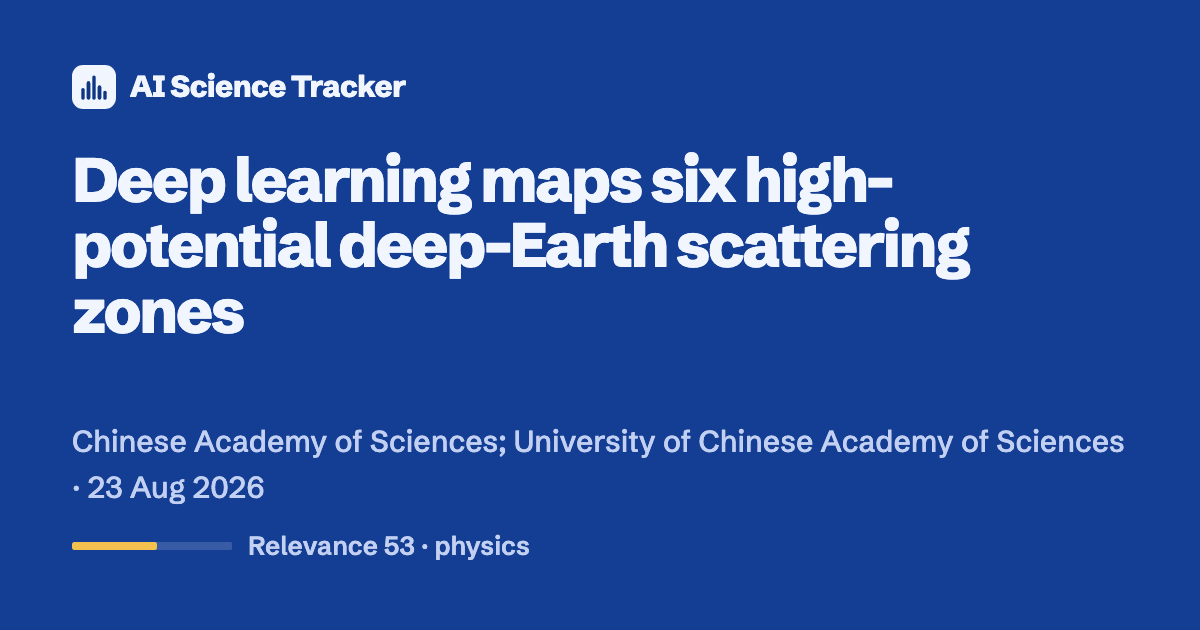 AI Science Tracker
Deep learning maps six high-
potential deep-Earth scattering
zones
Chinese Academy of Sciences; University of Chinese Academy of Sciences
· 23 Aug 2026
Relevance 53 · physics